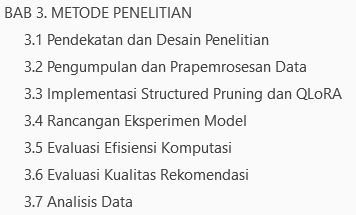 BAB 3. METODE PENELITIAN
3.1 Pendekatan dan Desain Penelitian
3.2 Pengumpulan dan Prapemrosesan Data
3.3 Implementasi Structured Pruning dan QLoRA
3.4 Rancangan Eksperimen Model
3.5 Evaluasi Efisiensi Komputasi
3.6 Evaluasi Kualitas Rekomendasi
3.7 Analisis Data